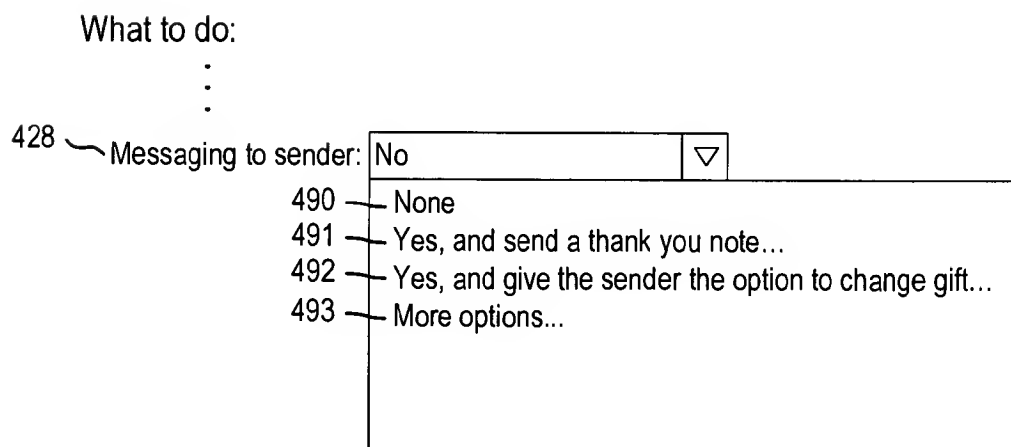 What to do:
428 Messaging to sender: No
490 None
491 Yes, and send a thank you note...
492 Yes, and give the sender the option to change gift...
493 More options...